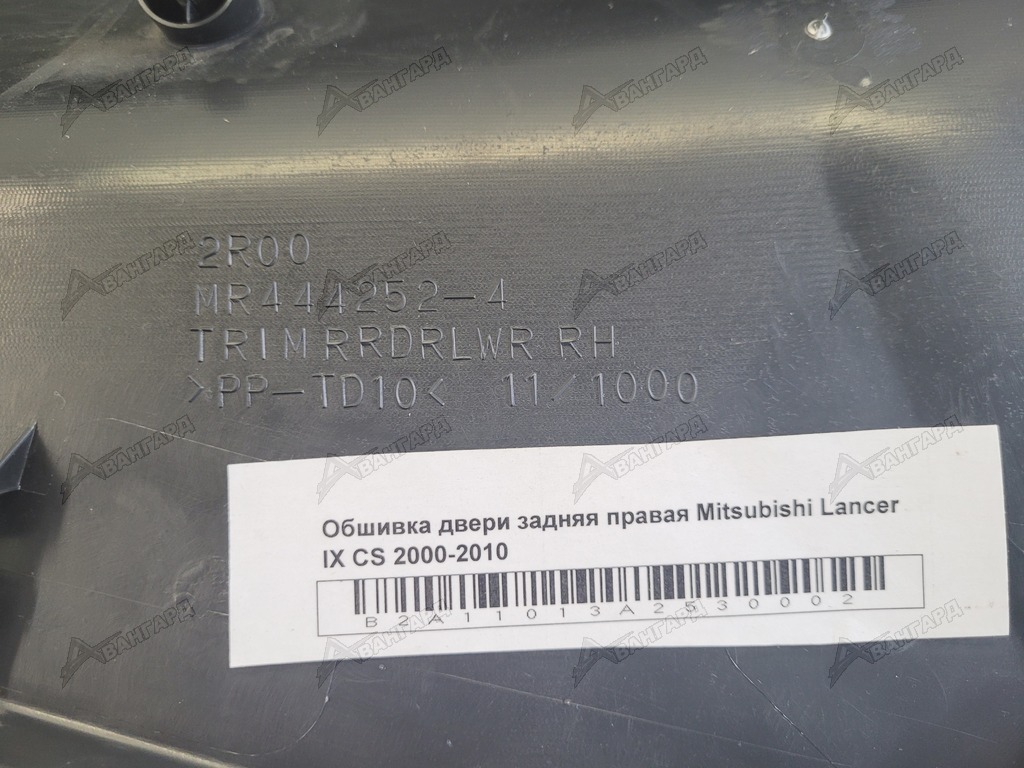 2R00
MR444252-4
TRIM RRDRLWR RH
>PP-TD10< 11/1000
Обшивка двери задняя правая Mitsubishi Lancer
IX CS 2000-2010
B2A11013A2530002
АВАНГАРД